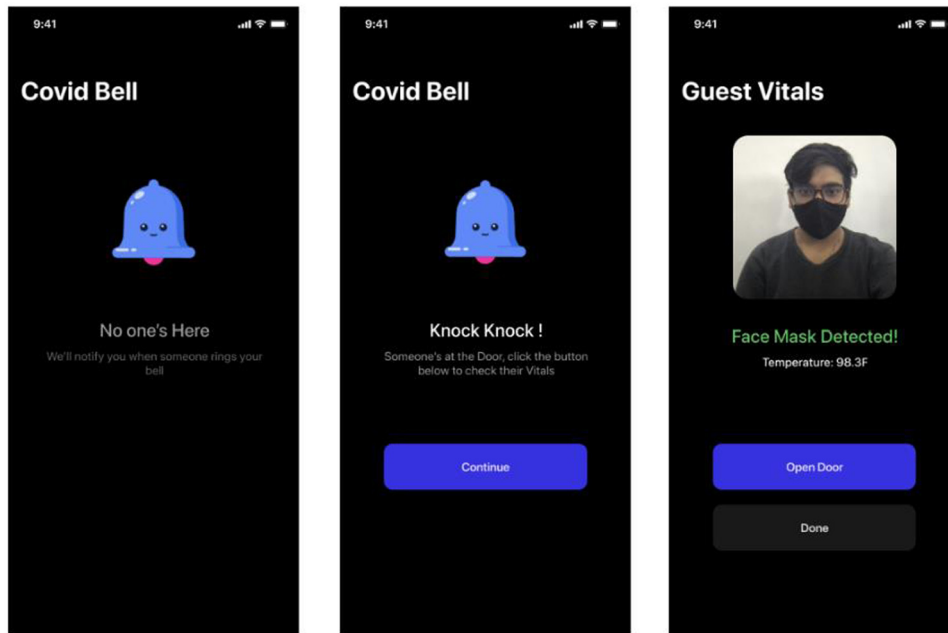 9:41
Covid Bell
No one's Here
We'll notify you when someone rings your
bell
9:41
Covid Bell
Knock Knock !
Someone's at the Door, click the button
below to check their Vitals
Continue
9:41
Guest Vitals
Face Mask Detected!
Temperature: 98.3F
Open Door
Done